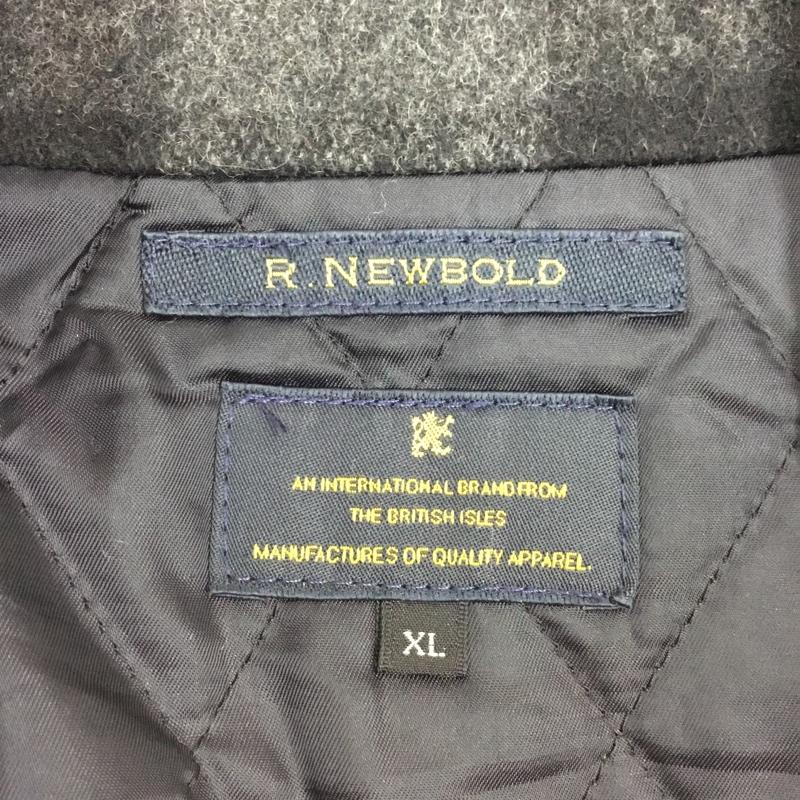 R. NEWBOLD
AN INTERNATIONAL BRAND FROM
THE BRITISH ISLES
MANUFACTURES OF QUALITY APPAREL.
XL